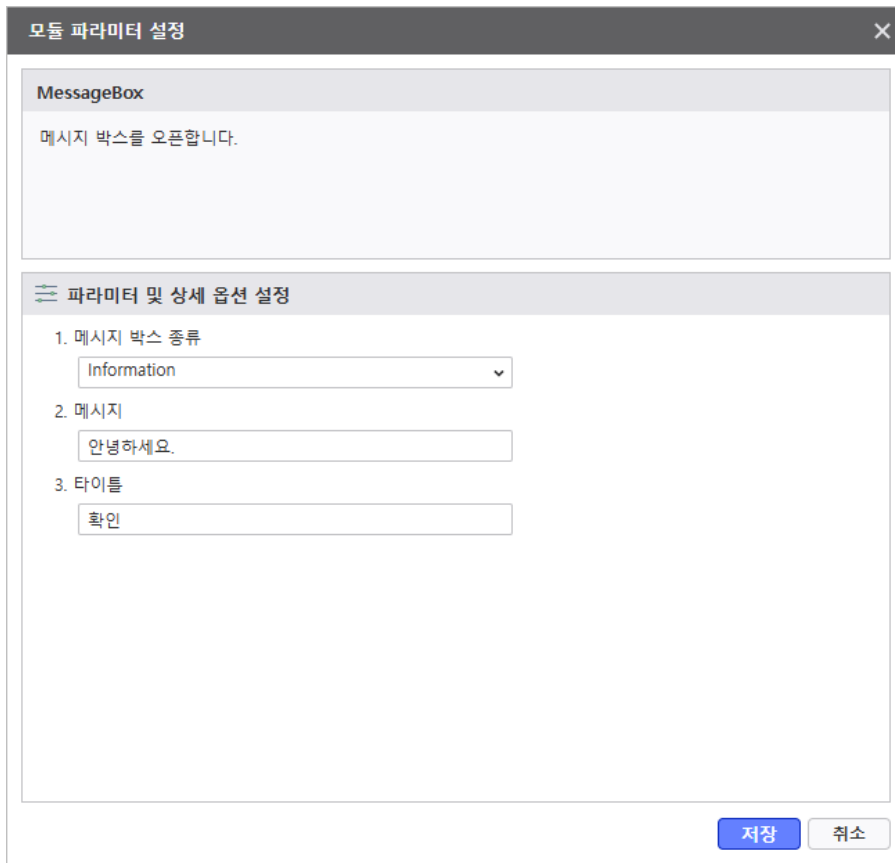 모듈 파라미터 설정
MessageBox
메시지 박스를 오픈합니다.
파라미터 및 상세 옵션 설정
1. 메시지 박스 종류
Information
2. 메시지
안녕하세요.
3. 타이틀
확인
저장 취소